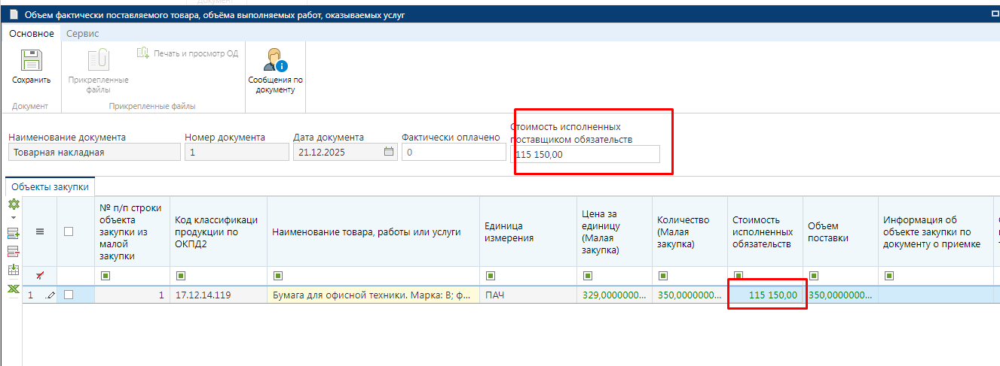 Объем фактически поставляемого товара, объёма выполняемых работ, оказываемых услуг
Основное Сервис
Сохранить
Прикрепленные файлы
Печать и просмотр ОД
Сообщения по документу
Документ Прикрепленные файлы
Наименование документа Номер документа Дата документа Фактически оплачено Стоимость исполненных поставщиком обязательств
Товарная накладная 1 21.12.2025 0 115 150,00
Объекты закупки
№ п/п строки объекта закупки из малой закупки
Код классификаци продукции по ОКПД2
Наименование товара, работы или услуги
Единица измерения
Цена за единицу (Малая закупка)
Количество (Малая закупка)
Стоимость исполненных обязательств
Объем поставки
Информация об объекте закупки по документу о приемке
1 ... 1 17.12.14.119 Бумага для офисной техники. Марка: В; ф... ПАЧ 329,0000000... 350,0000000... 115 150,00 350,0000000...